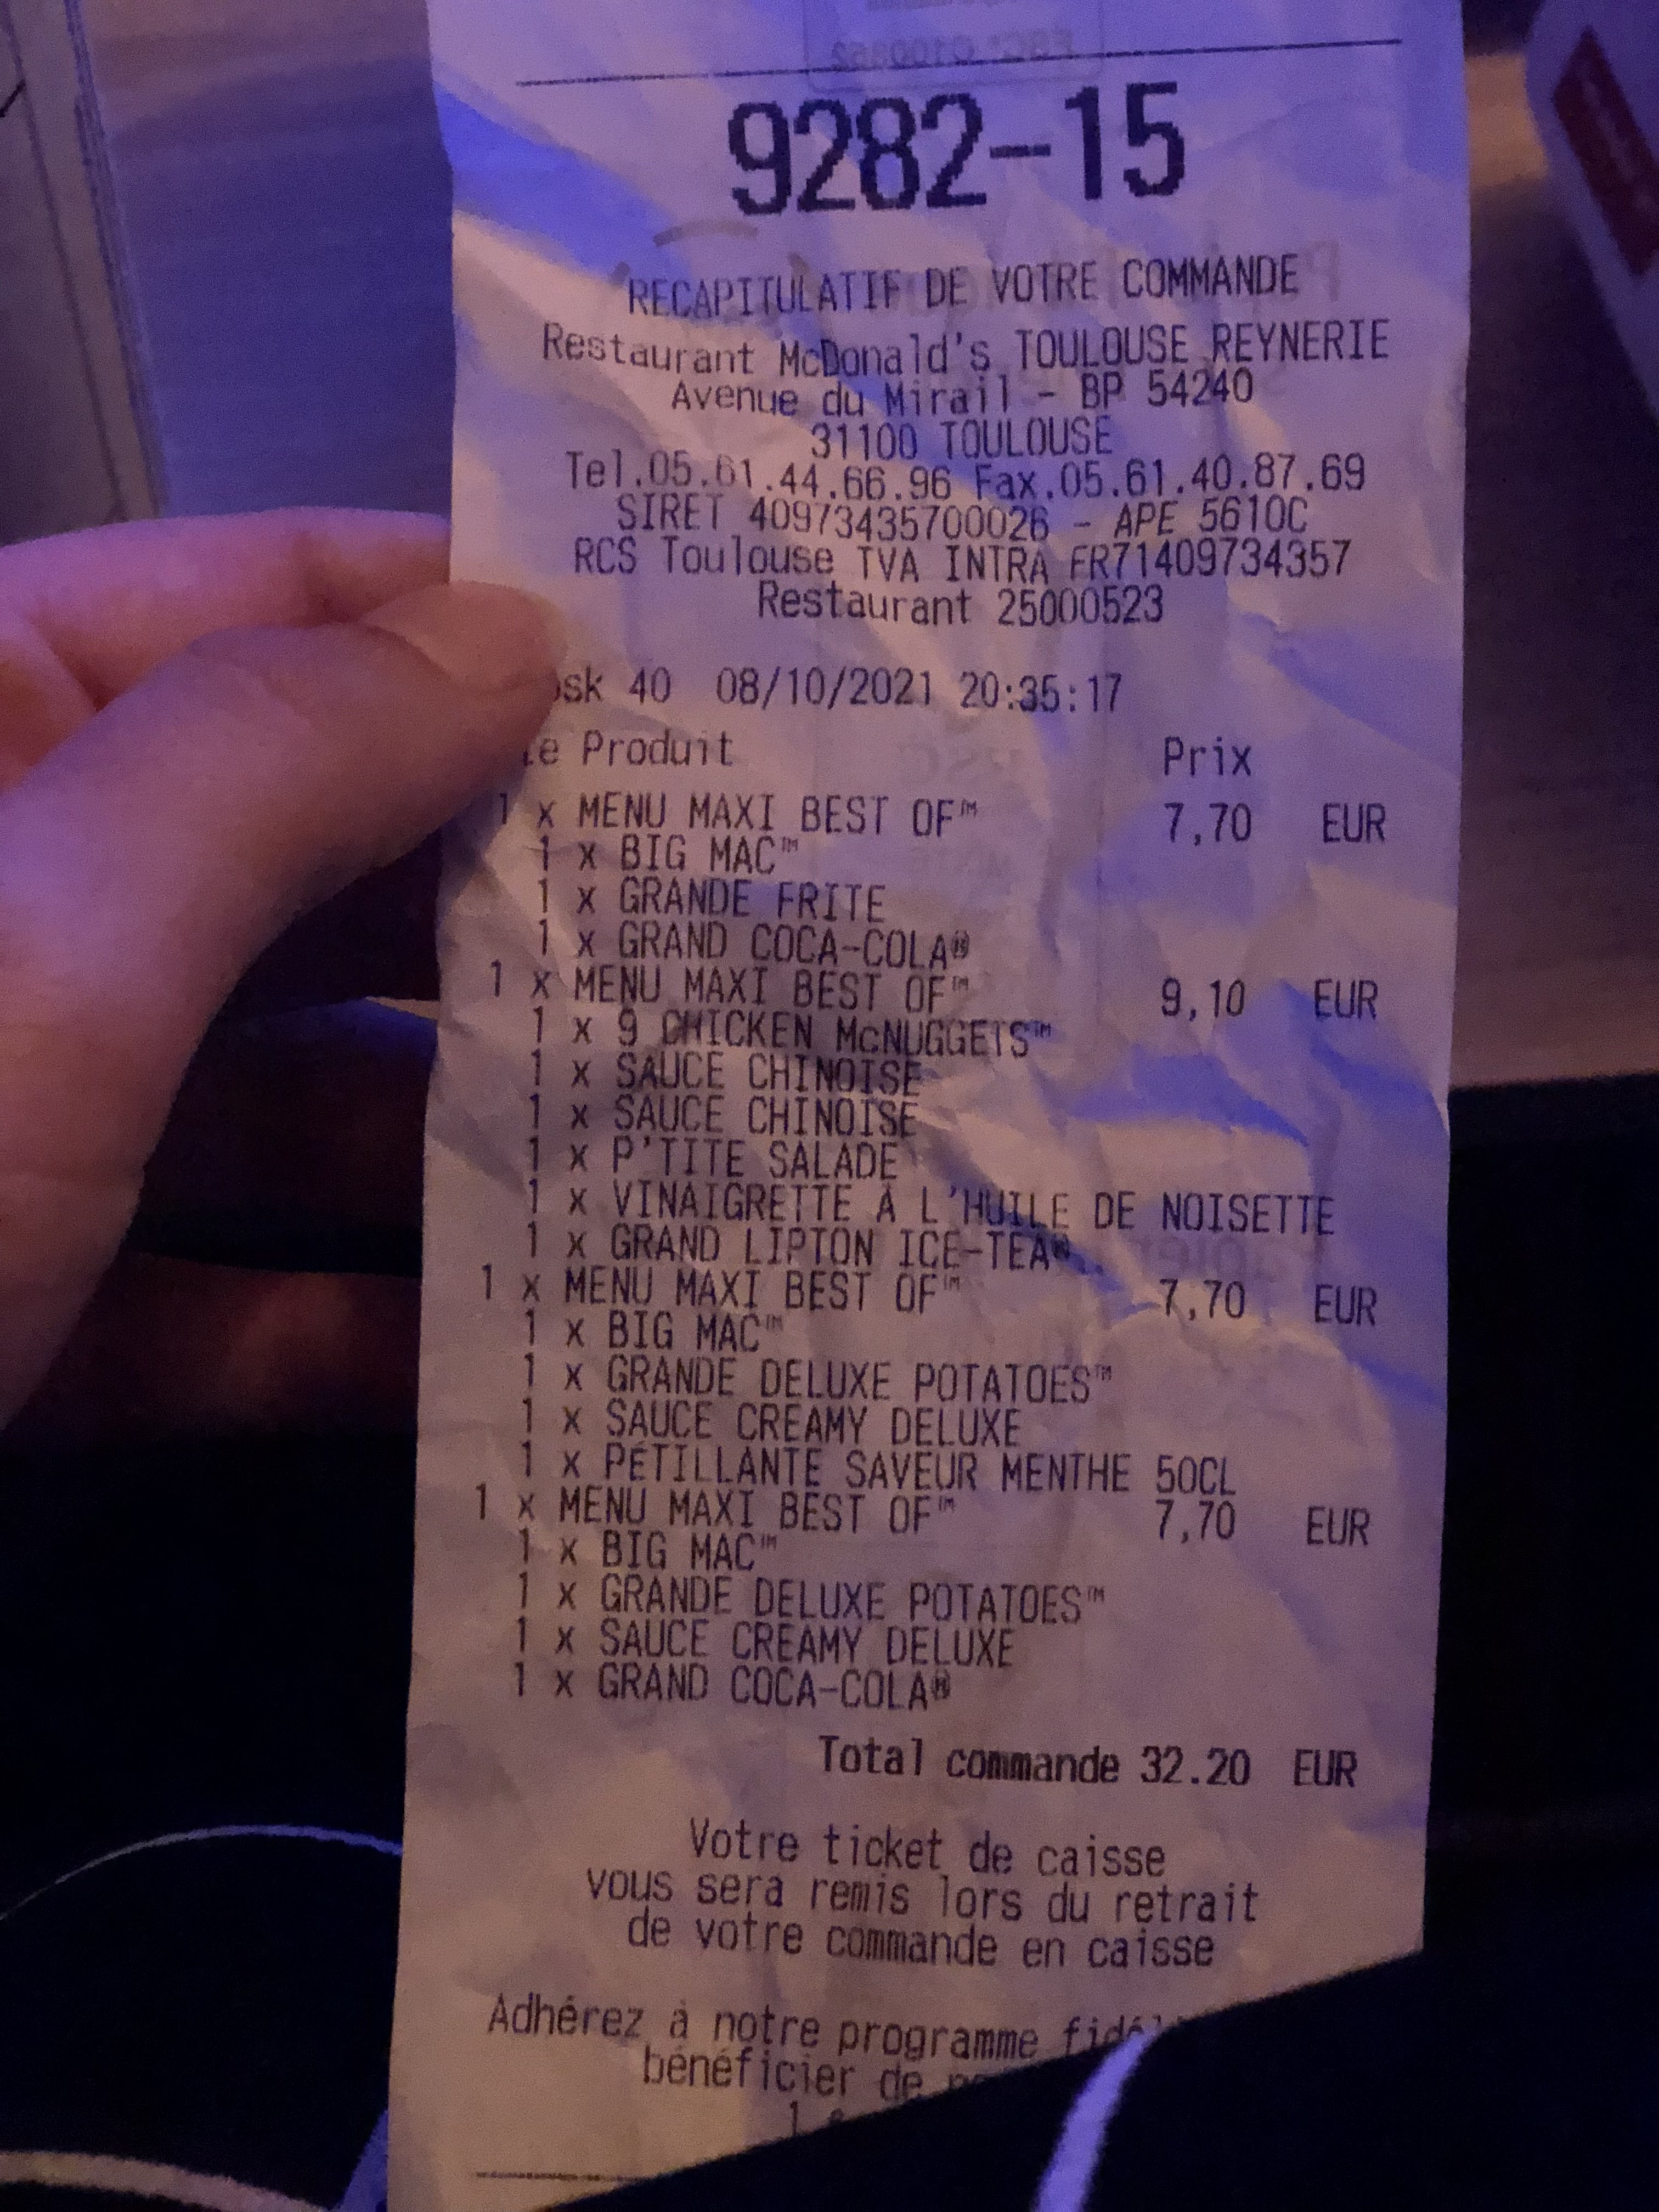 9282-15
RECAPITULATIF DE VOTRE COMMANDE
Restaurant McDonald's TOULOUSE REYNERIE
Avenue du Mirail - BP 54240
31100 TOULOUSE
Tel.05.61.44.66.96 Fax.05.61.40.87.69
SIRET 40973435700026 - APE 5610C
RCS Toulouse TVA INTRA FR71409734357
Restaurant 25000523
40 08/10/2021 20:35:17
Produit Prix
1 x MENU MAXI BEST OF™ 7,70 EUR
1 x BIG MAC™
1 x GRANDE FRITE
1 x GRAND COCA-COLA®
1 x MENU MAXI BEST OF™ 9,10 EUR
1 x 9 CHICKEN McNUGGETS™
1 x SAUCE CHINOISE
1 x SAUCE CHINOISE
1 x P'TITE SALADE
1 x VINAIGRETTE À L'HUILE DE NOISETTE
1 x GRAND LIPTON ICE-TEA®
1 x MENU MAXI BEST OF™ 7,70 EUR
1 x BIG MAC™
1 x GRANDE DELUXE POTATOES™
1 x SAUCE CREAMY DELUXE
1 x PÉTILLANTE SAVEUR MENTHE 50CL
1 x MENU MAXI BEST OF™ 7,70 EUR
1 x BIG MAC™
1 x GRANDE DELUXE POTATOES™
1 x SAUCE CREAMY DELUXE
1 x GRAND COCA-COLA®
Total commande 32.20 EUR
Votre ticket de caisse
vous sera remis lors du retrait
de votre commande en caisse
Adhérez à notre programme
bénéficier de